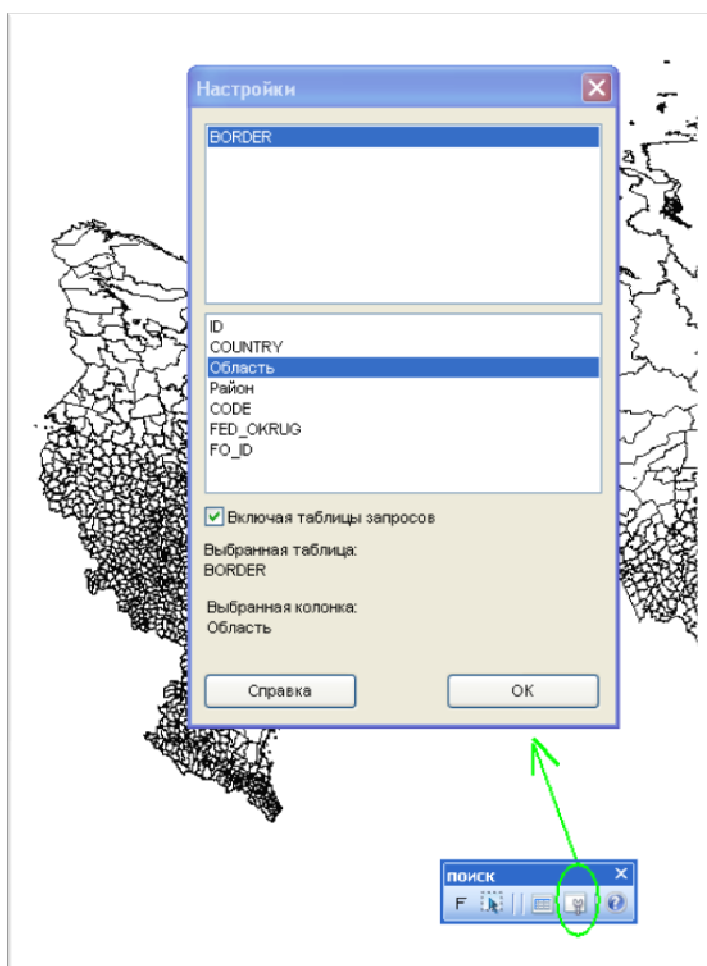 Настройки
BORDER
ID
COUNTRY
Область
Район
CODE
FED_OKRUG
FO_ID
Включая таблицы запросов
Выбранная таблица:
BORDER
Выбранная колонка:
Область
Справка
OK
поиск
F